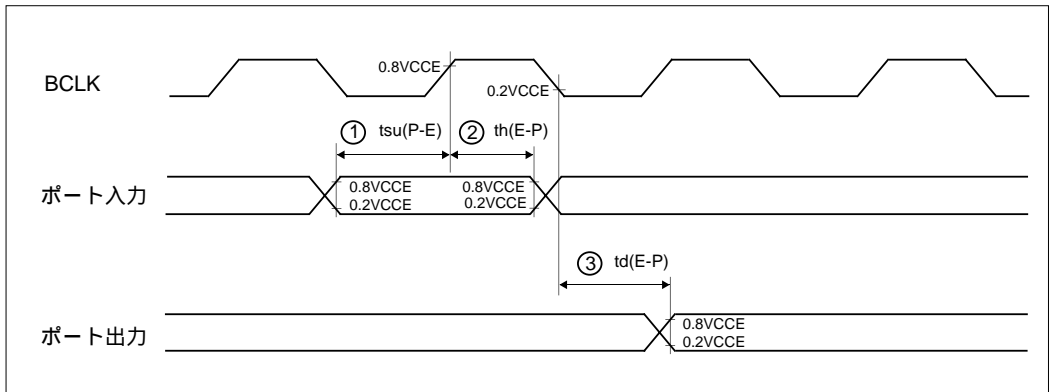 BCLK
0.8VCCE
0.2VCCE
① tsu(P-E)
② th(E-P)
ポート入力
0.8VCCE
0.8VCCE
0.2VCCE
0.2VCCE
③ td(E-P)
ポート出力
0.8VCCE
0.2VCCE